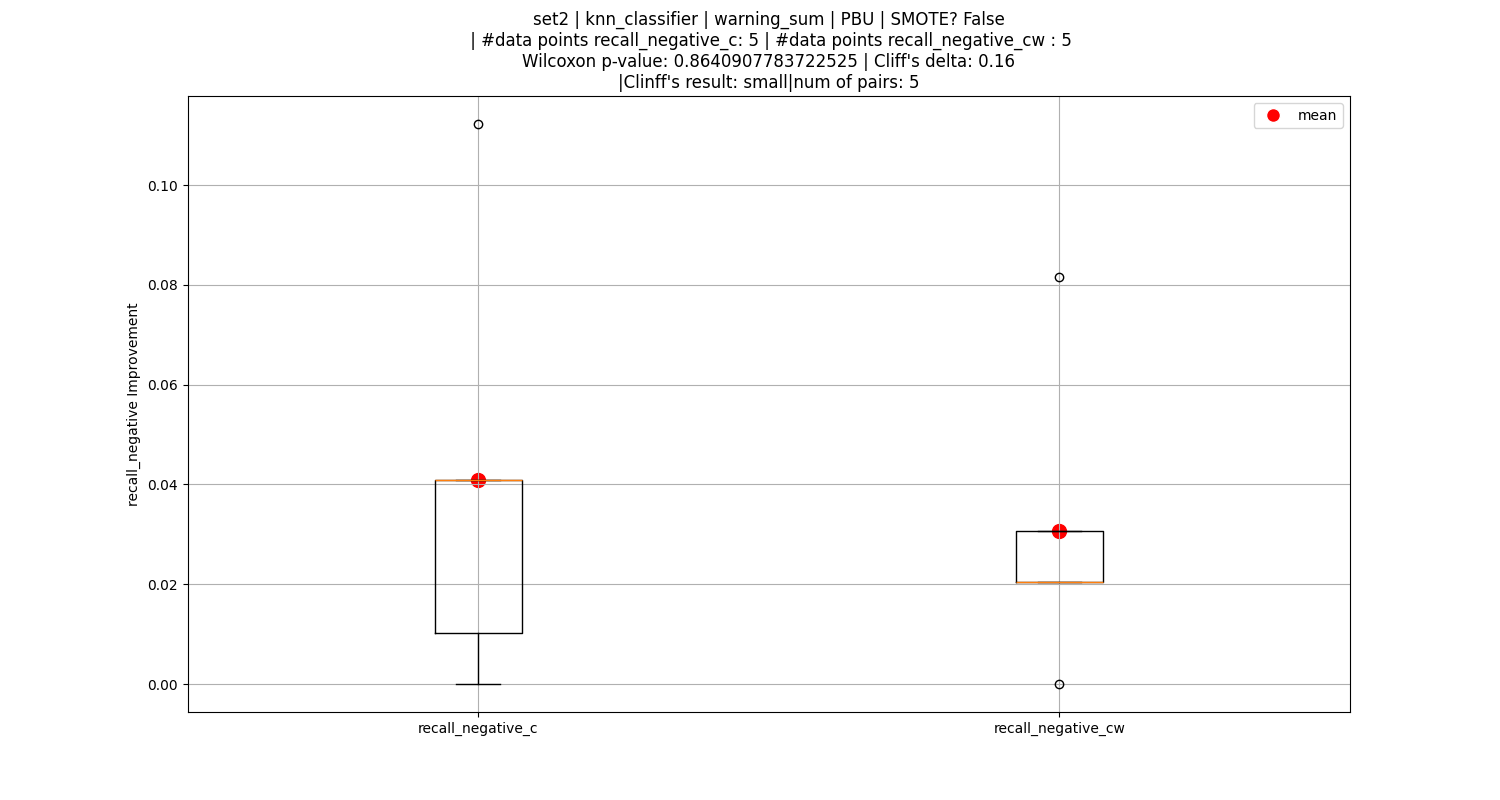 set2 | knn_classifier | warning_sum | PBU | SMOTE? False
| #data points recall_negative_c: 5 | #data points recall_negative_cw : 5
Wilcoxon p-value: 0.8640907783722525 | Cliff's delta: 0.16
|Clinff's result: small|num of pairs: 5
mean
0.10
0.08
0.06
0.04
0.02
0.00
recall_negative Improvement
recall_negative_c
recall_negative_cw